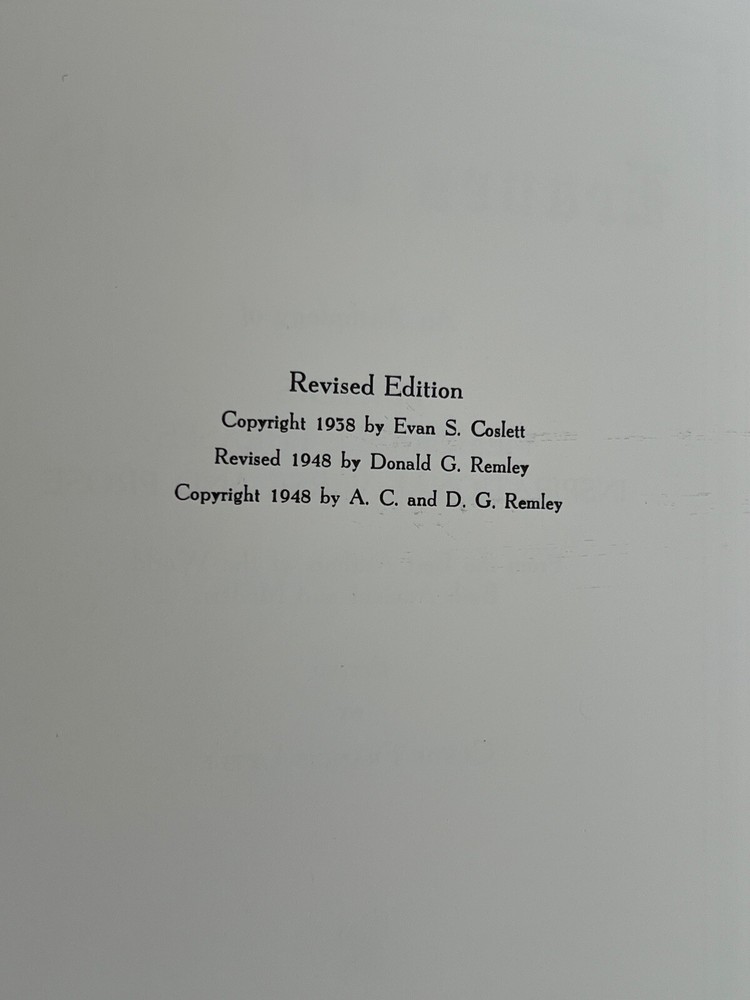 Revised Edition
Copyright 1938 by Evan S. Coslett
Revised 1948 by Donald G. Remley
Copyright 1948 by A. C. and D. G. Remley